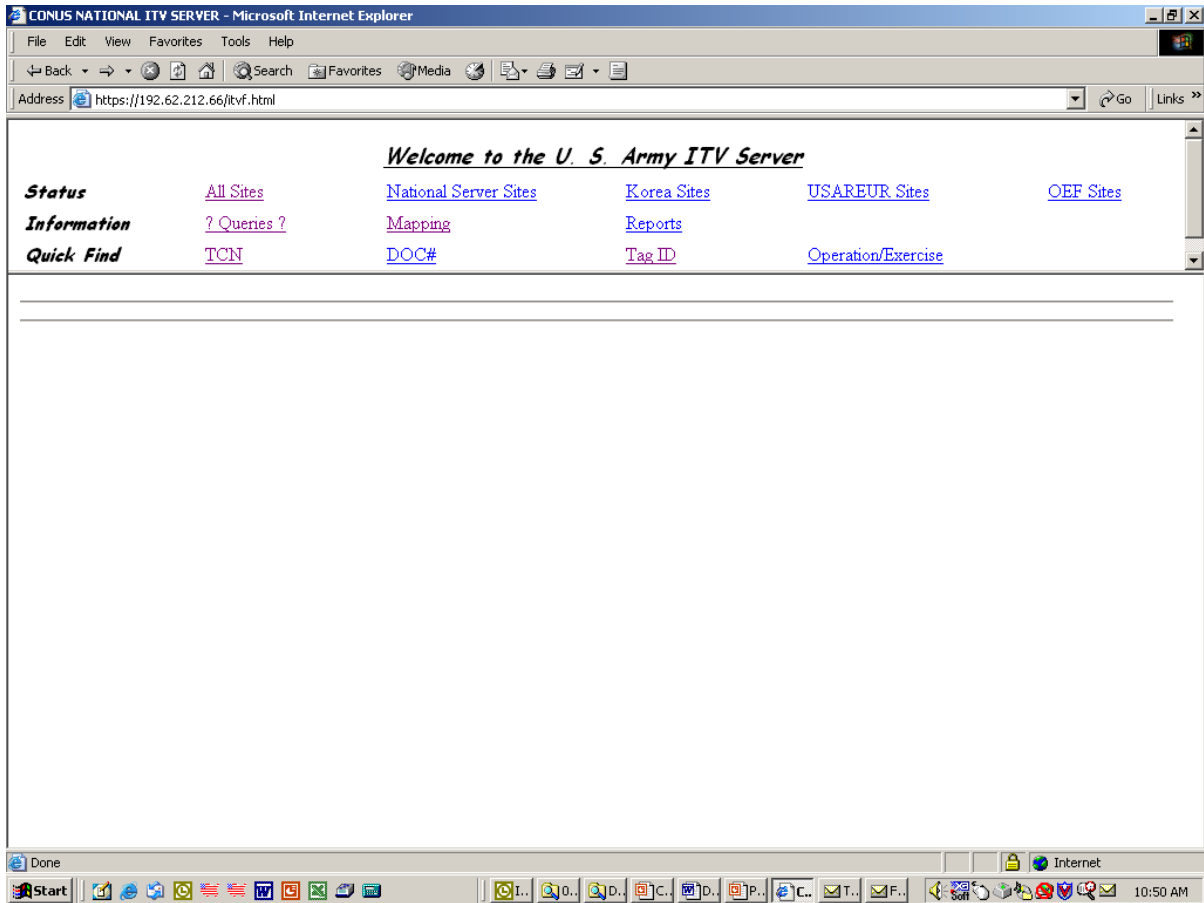 CONUS NATIONAL ITV SERVER - Microsoft Internet Explorer
File Edit View Favorites Tools Help
Back Search Favorites Media
Address https://192.62.212.66/itvf.html Go Links »
Welcome to the U. S. Army ITV Server
Status All Sites National Server Sites Korea Sites USAREUR Sites OEF Sites
Information ? Queries ? Mapping Reports
Quick Find TCN DOC# Tag ID Operation/Exercise
Done Internet
Start I.. 0.. D.. C.. D.. P.. C.. T.. F.. 10:50 AM